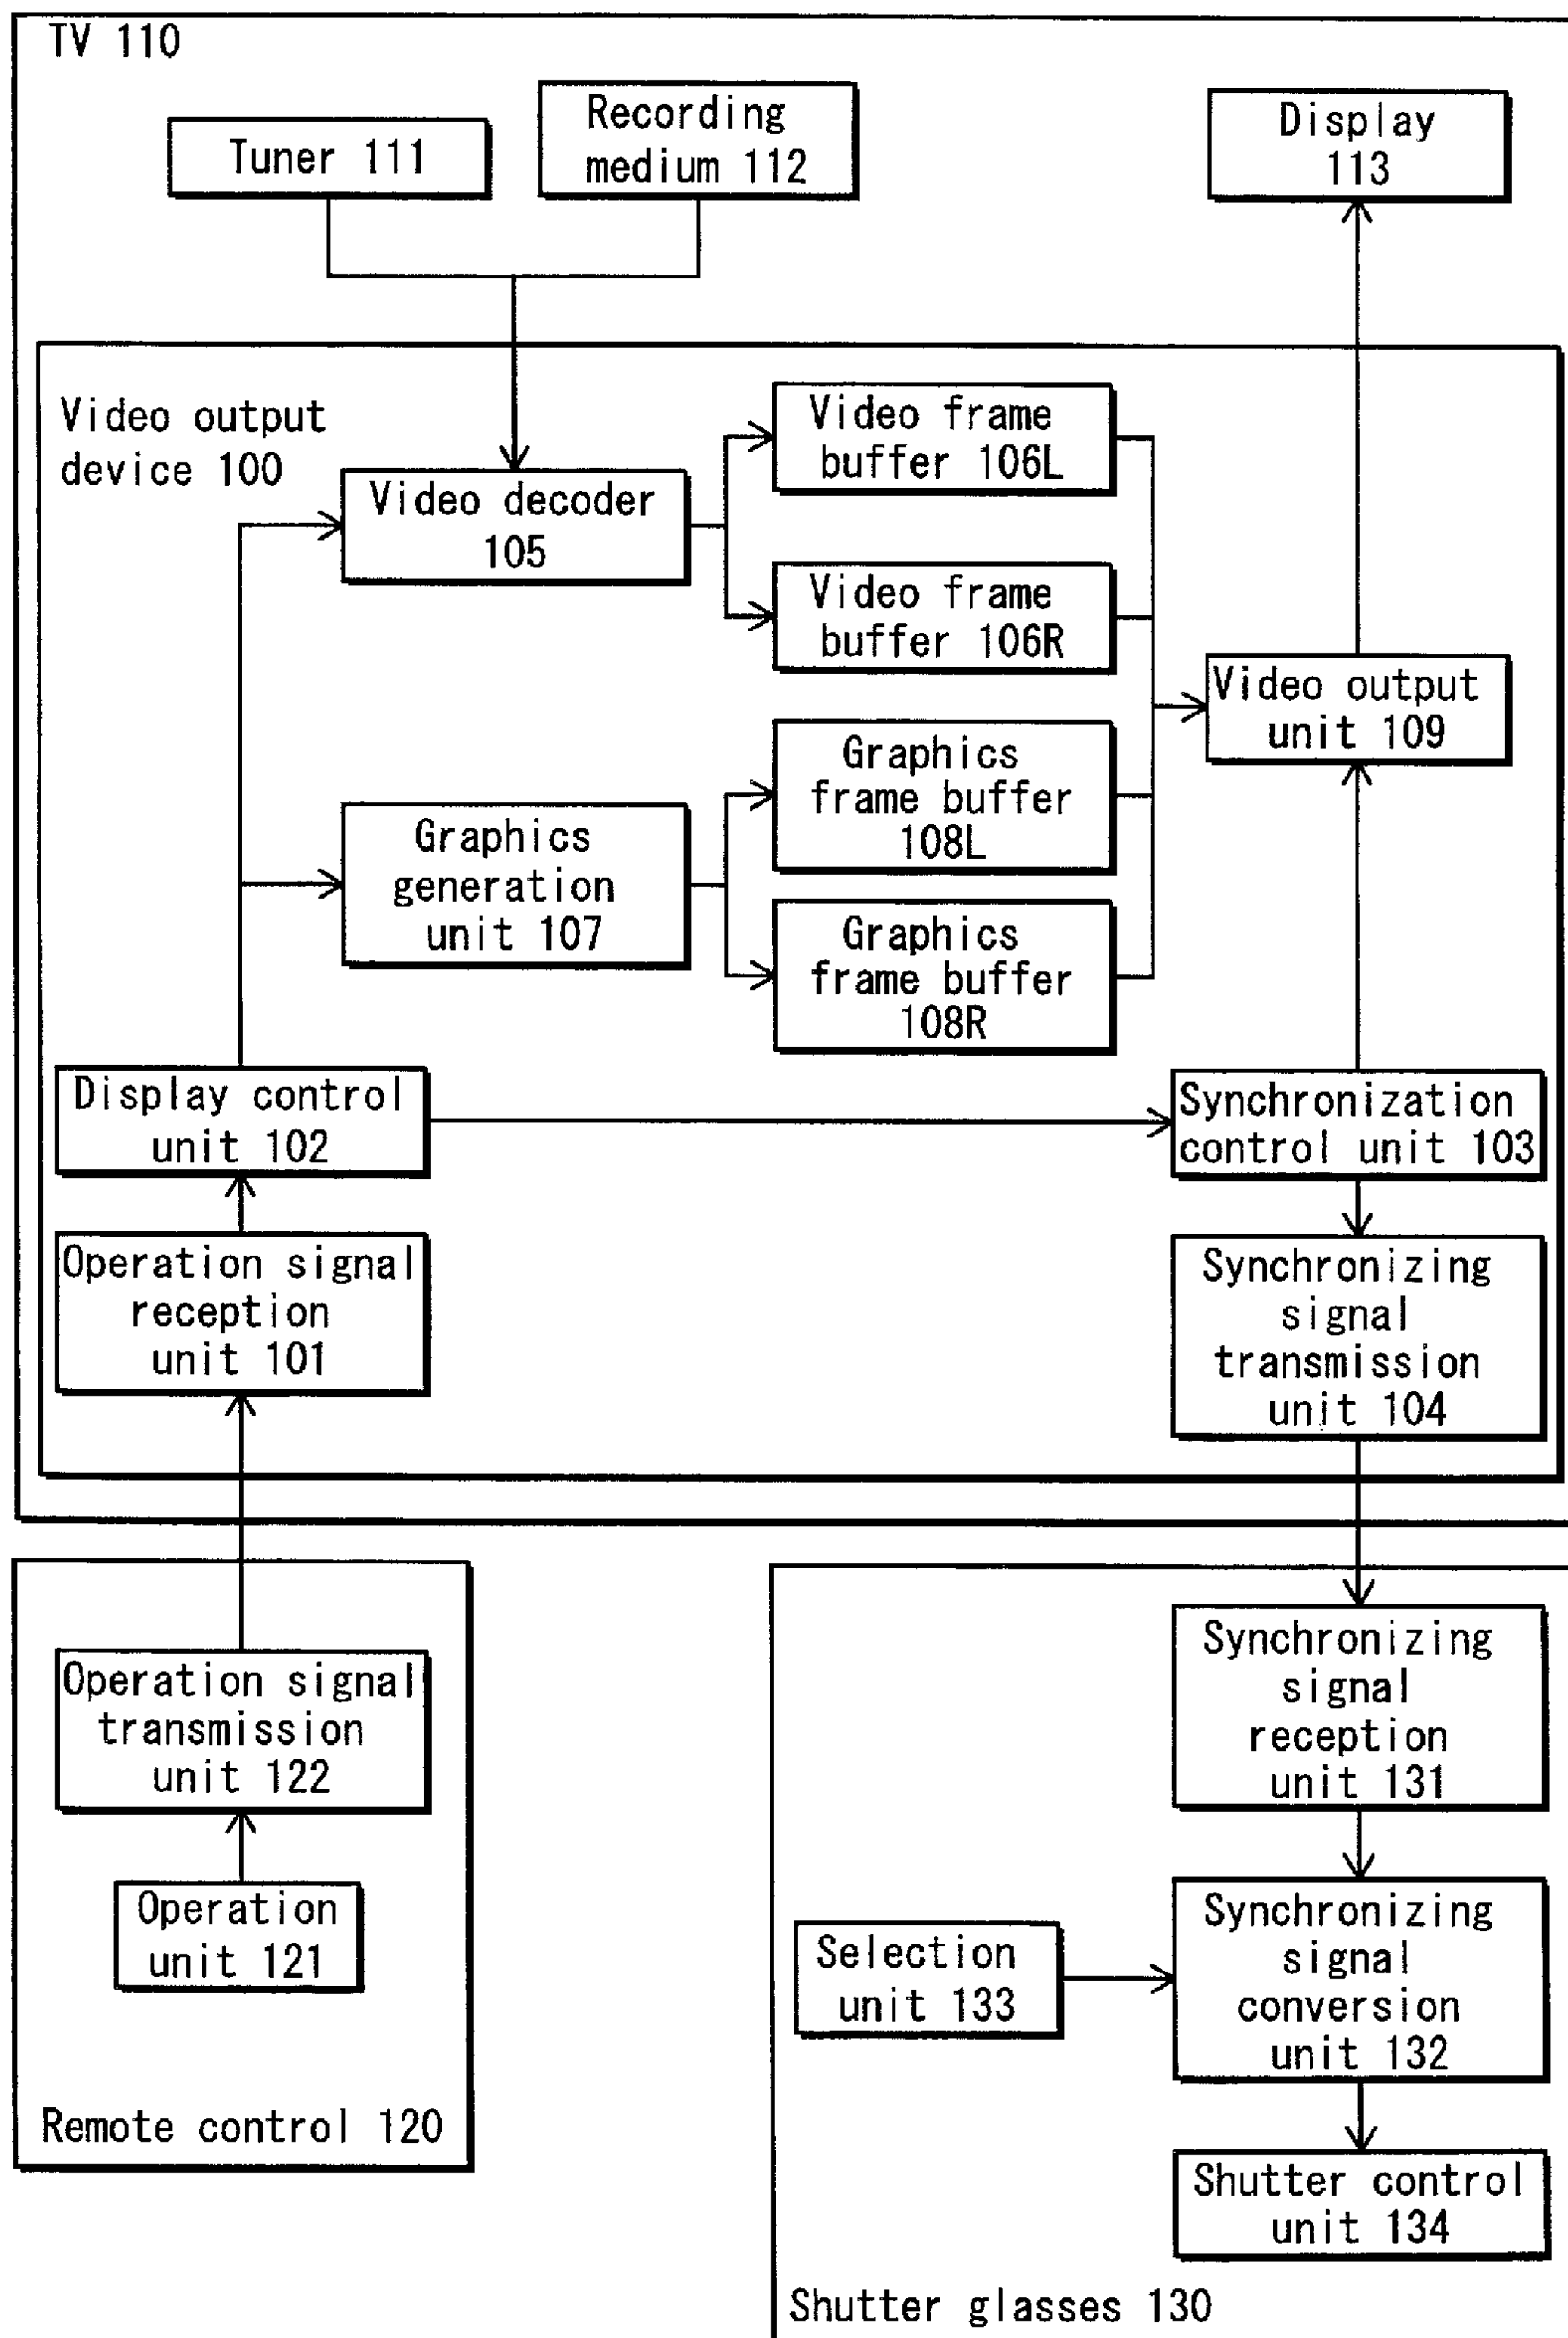 TV 110
Tuner 111
Recording
medium 112
Display
113
Video output
device 100
Video decoder
105
Video frame
buffer 106L
Video frame
buffer 106R
Video output
unit 109
Graphics
generation
unit 107
Graphics
frame buffer
108L
Graphics
frame buffer
108R
Display control
unit 102
Synchronization
control unit 103
Operation signal
reception
unit 101
Synchronizing
signal
transmission
unit 104
Operation signal
transmission
unit 122
Operation
unit 121
Remote control 120
Synchronizing
signal
reception
unit 131
Selection
unit 133
Synchronizing
signal
conversion
unit 132
Shutter control
unit 134
Shutter glasses 130